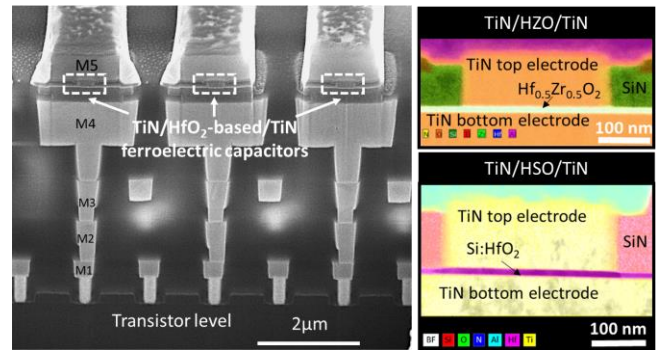 M5
TiN/HfO2-based/TiN
ferroelectric capacitors
M4
M3
M2
M1
Transistor level
2μm
TiN/HZO/TiN
TiN top electrode
Hf0.5Zr0.5O2
SiN
TiN bottom electrode
100 nm
TiN/HSO/TiN
TiN top electrode
Si:HfO2
SiN
TiN bottom electrode
BF Si O N Al Hf Ti
100 nm